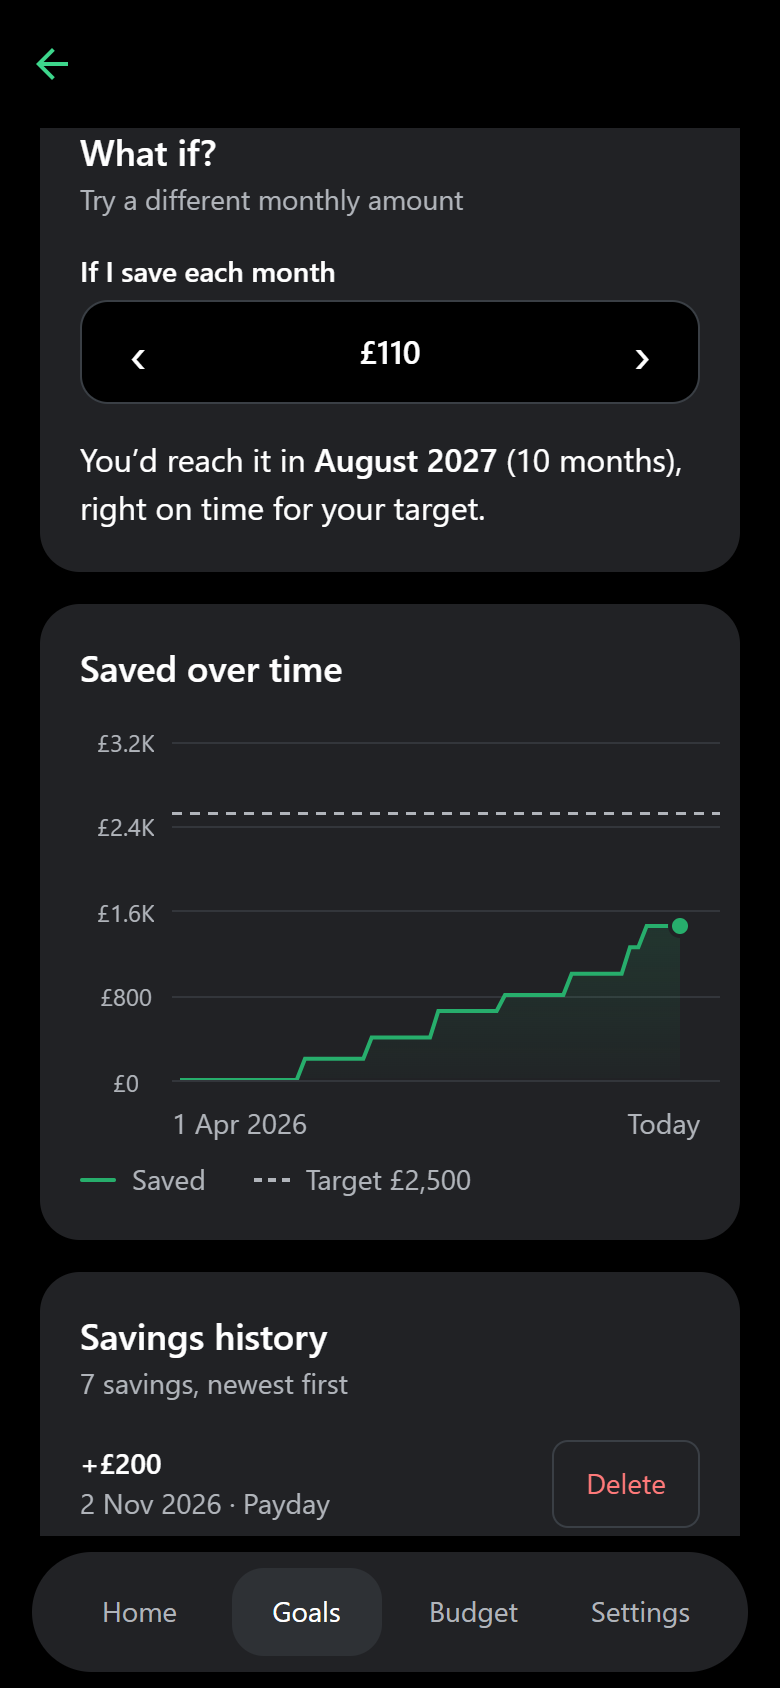 What if?
Try a different monthly amount
If I save each month
‹ £110 ›
You’d reach it in August 2027 (10 months),
right on time for your target.
Saved over time
£3.2K
£2.4K
£1.6K
£800
£0
1 Apr 2026 Today
Saved Target £2,500
Savings history
7 savings, newest first
+£200
2 Nov 2026 · Payday
Delete
Home Goals Budget Settings